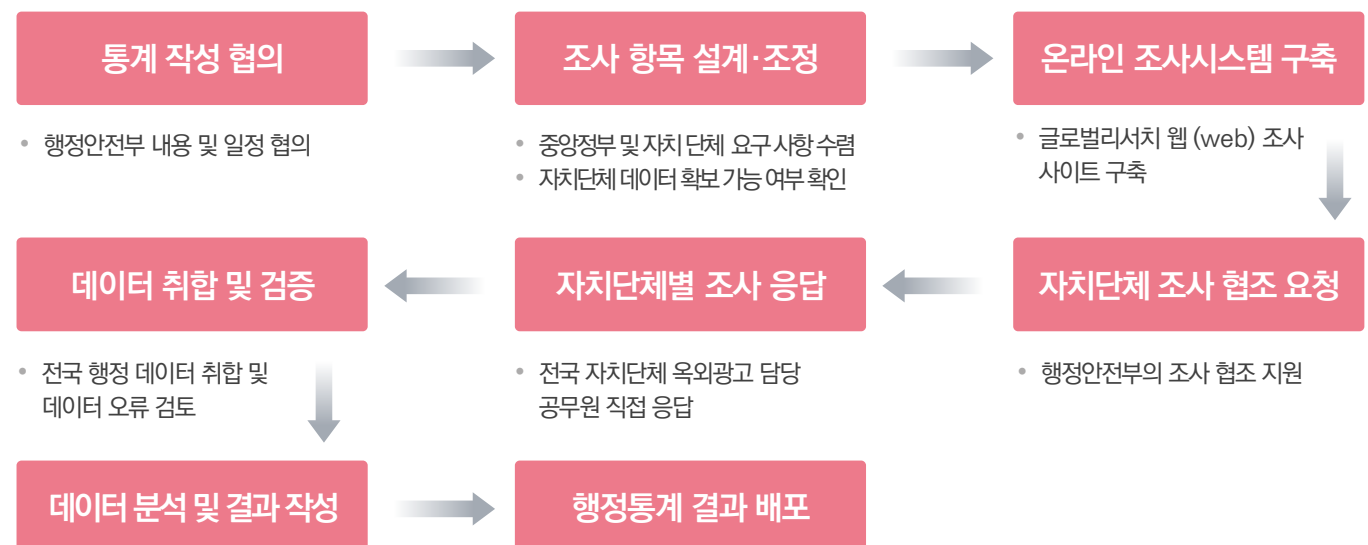 통계 작성 협의
조사 항목 설계·조정
온라인 조사시스템 구축
• 행정안전부 내용 및 일정 협의
• 중앙정부 및 자치 단체 요구 사항 수렴
• 자치단체 데이터 확보 가능 여부 확인
• 글로벌리서치 웹 (web) 조사
사이트 구축
데이터 취합 및 검증
자치단체별 조사 응답
자치단체 조사 협조 요청
• 전국 행정 데이터 취합 및
데이터 오류 검토
• 전국 자치단체 옥외광고 담당
공무원 직접 응답
• 행정안전부의 조사 협조 지원
데이터 분석 및 결과 작성
행정통계 결과 배포